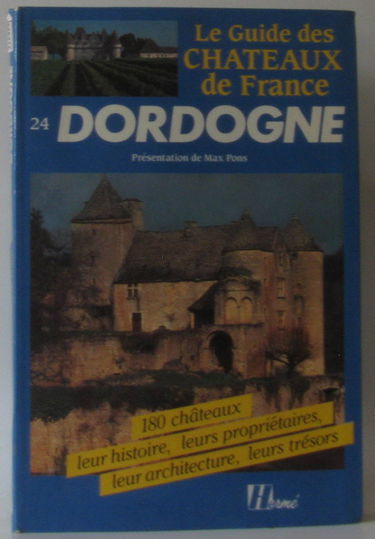 Le Guide des
CHATEAUX
de France
24 DORDOGNE
Présentation de Max Pons
180 châteaux
leur histoire, leurs propriétaires,
leur architecture, leurs trésors
Hermé